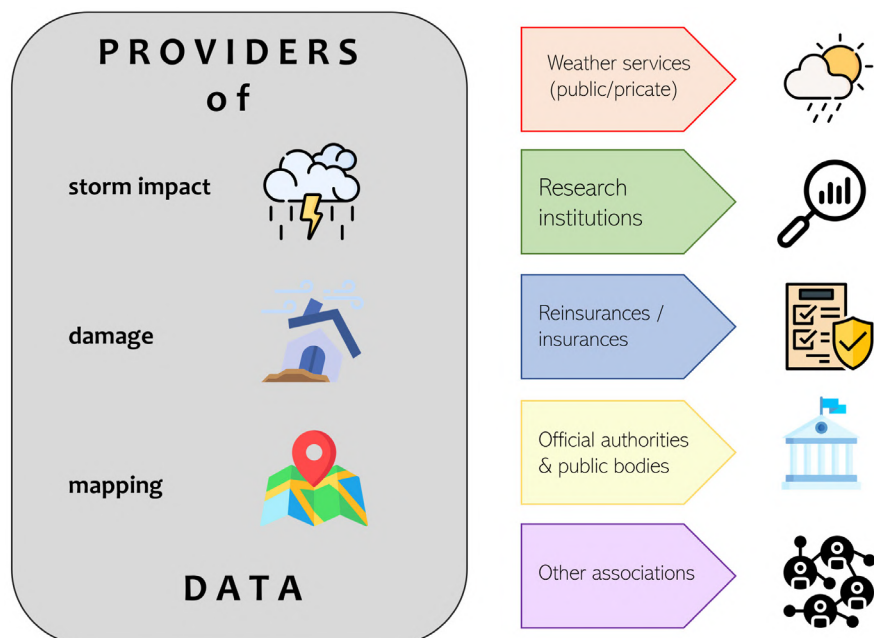 PROVIDERS
of
storm impact
damage
mapping
DATA
Weather services
(public/pricate)
Research
institutions
Reinsurances /
insurances
Official authorities
& public bodies
Other associations